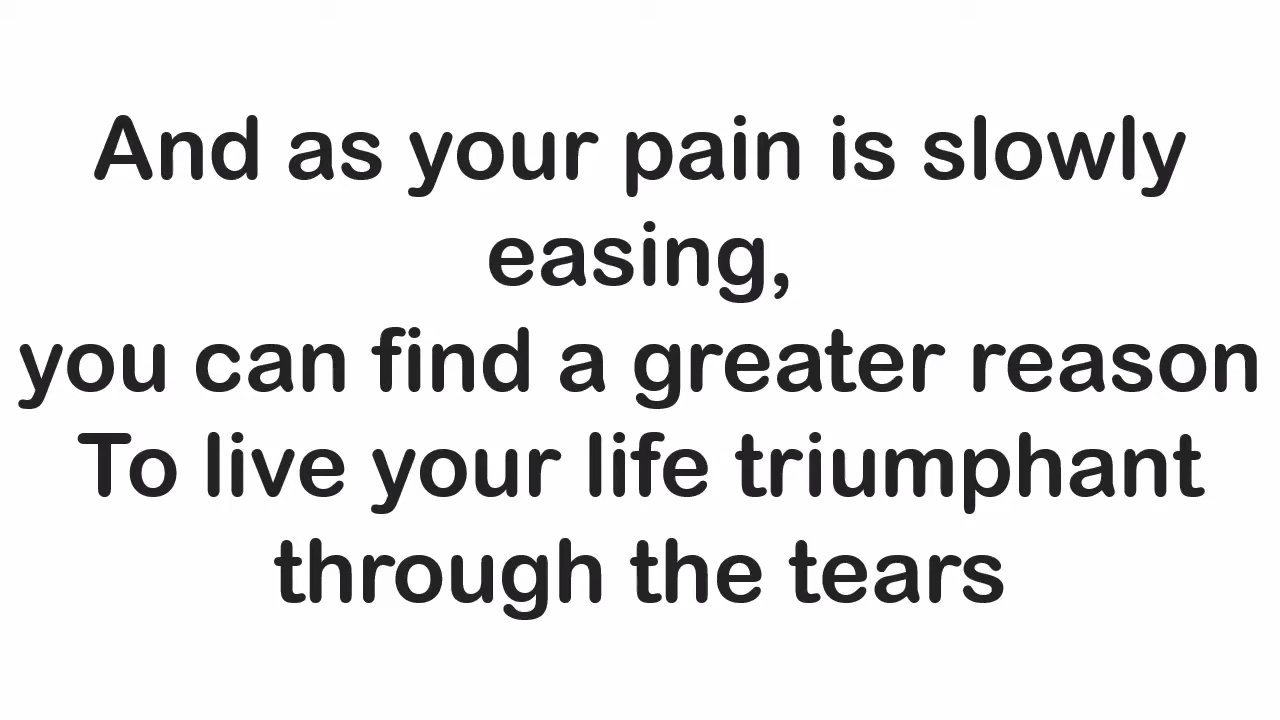 And as your pain is slowly
easing,
you can find a greater reason
To live your life triumphant
through the tears